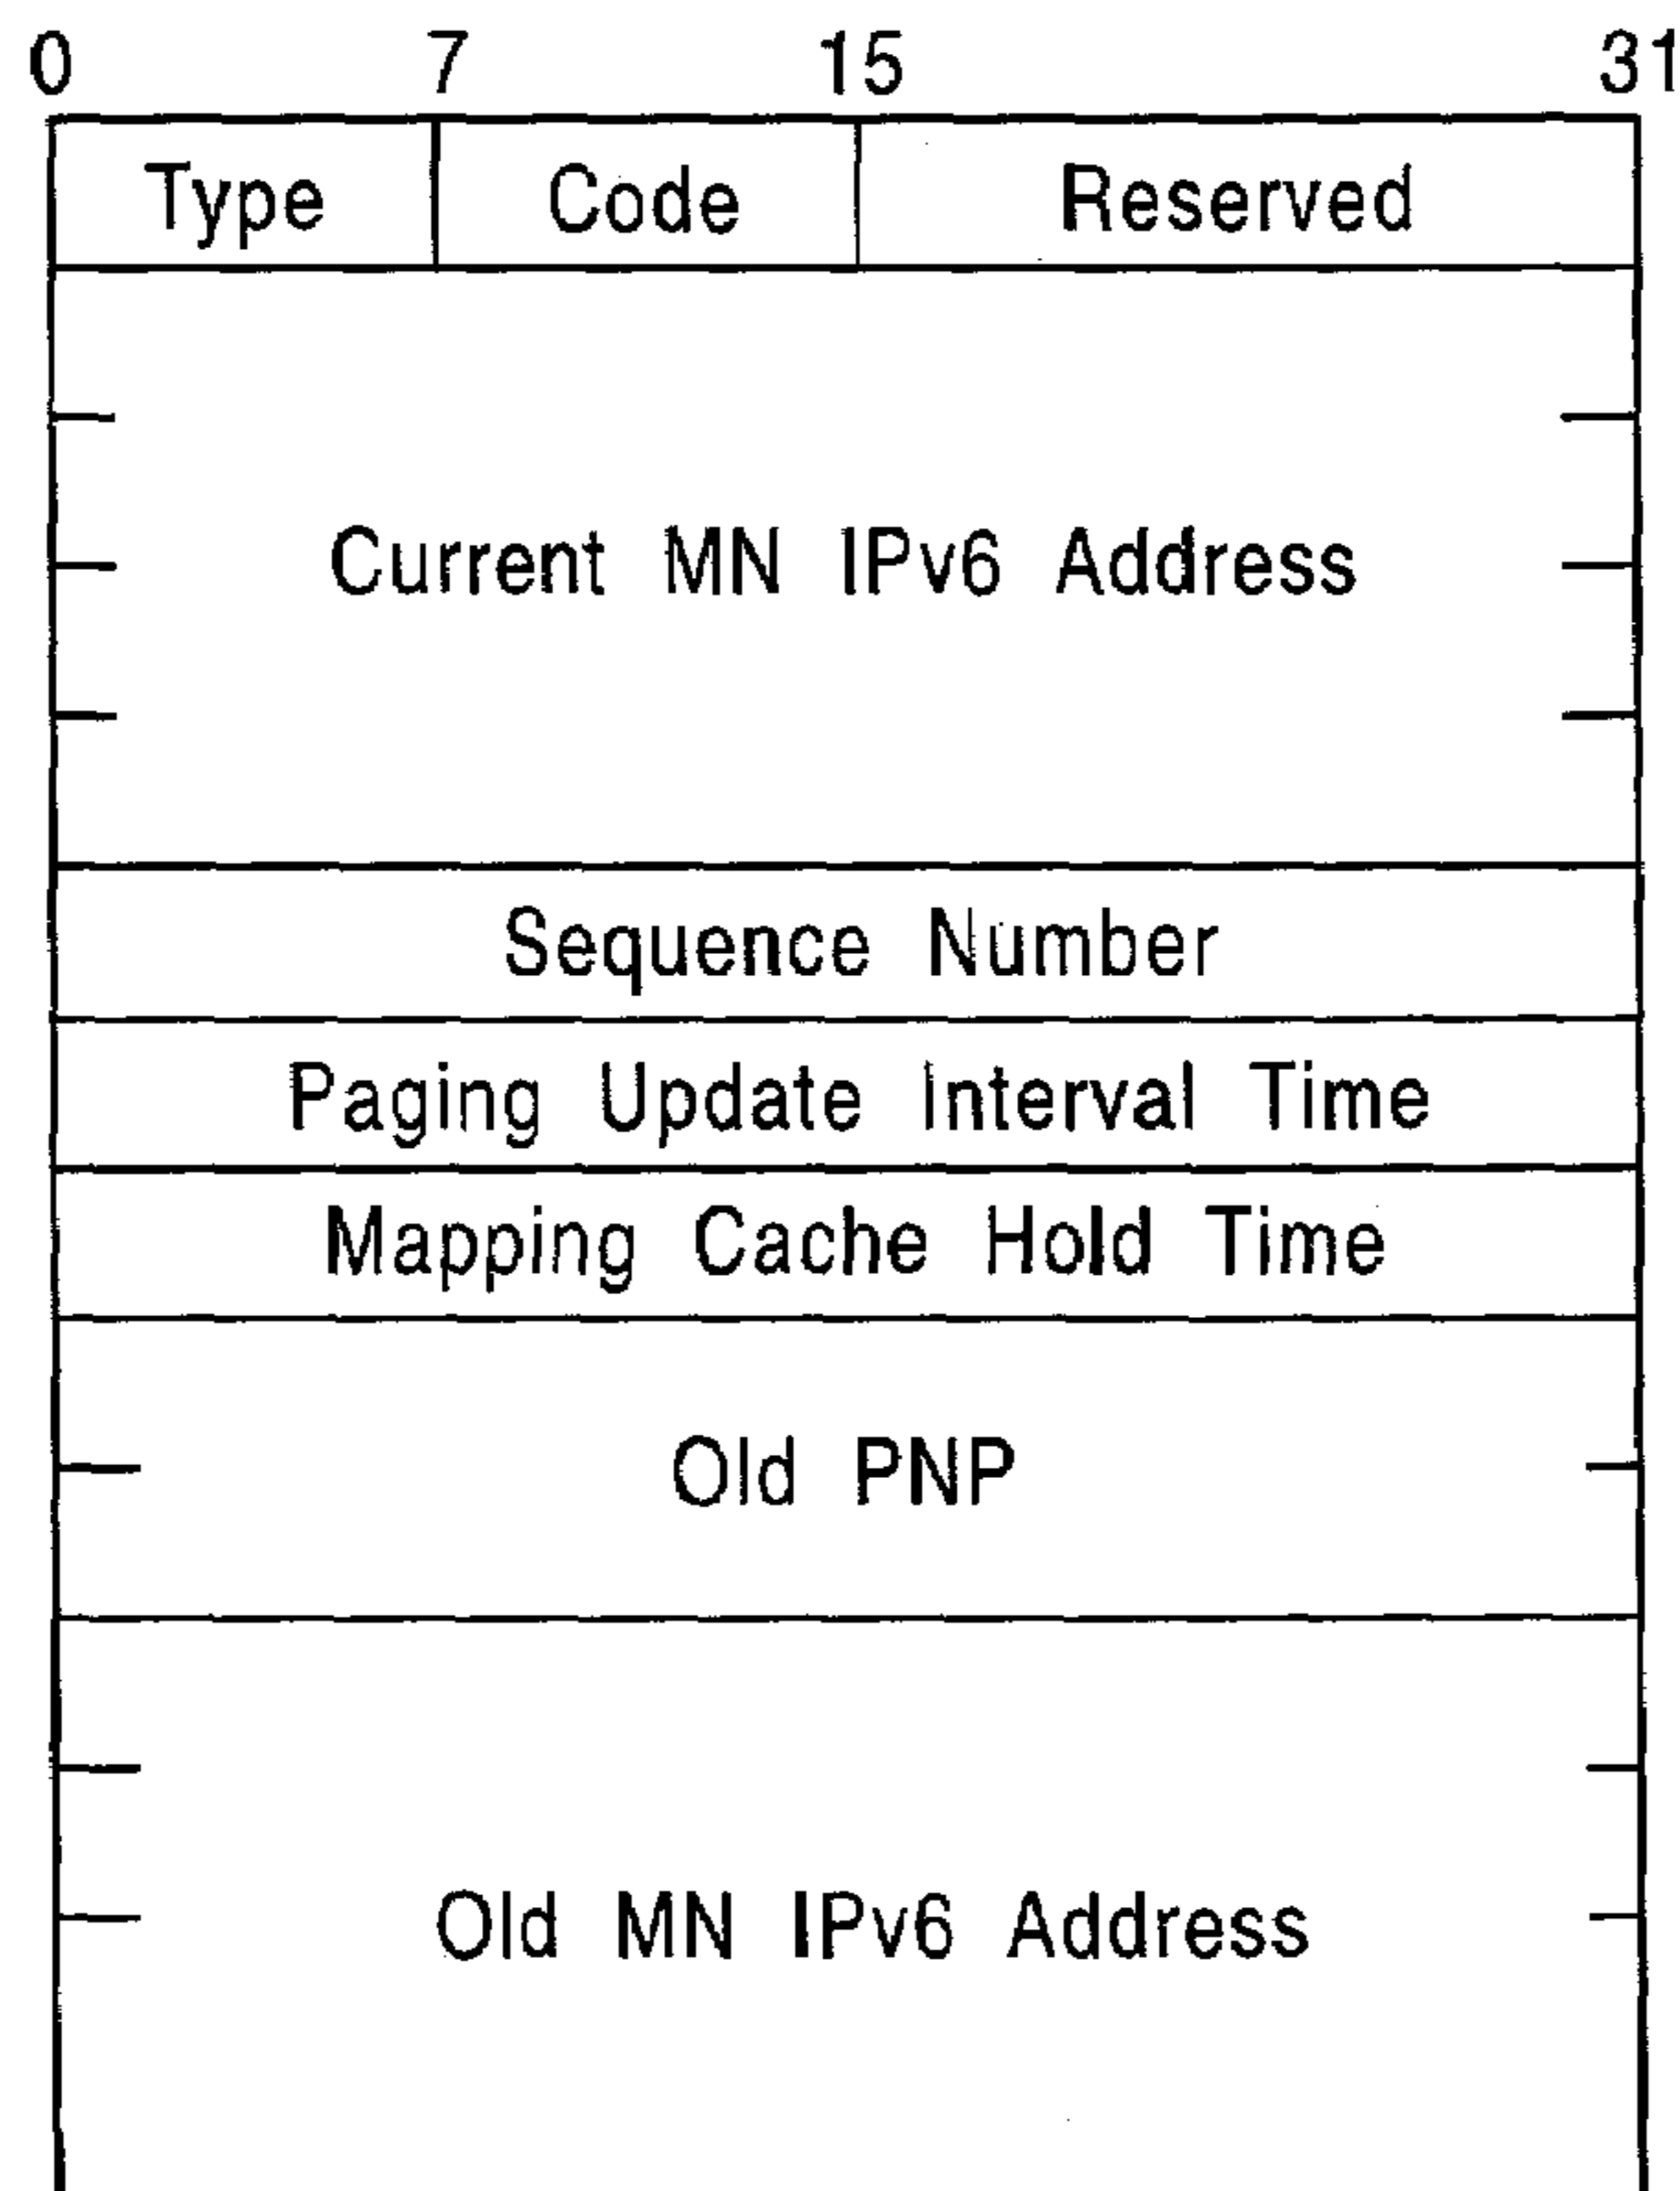 0 7 15 31
Type Code Reserved
Current MN IPv6 Address
Sequence Number
Paging Update Interval Time
Mapping Cache Hold Time
Old PNP
Old MN IPv6 Address